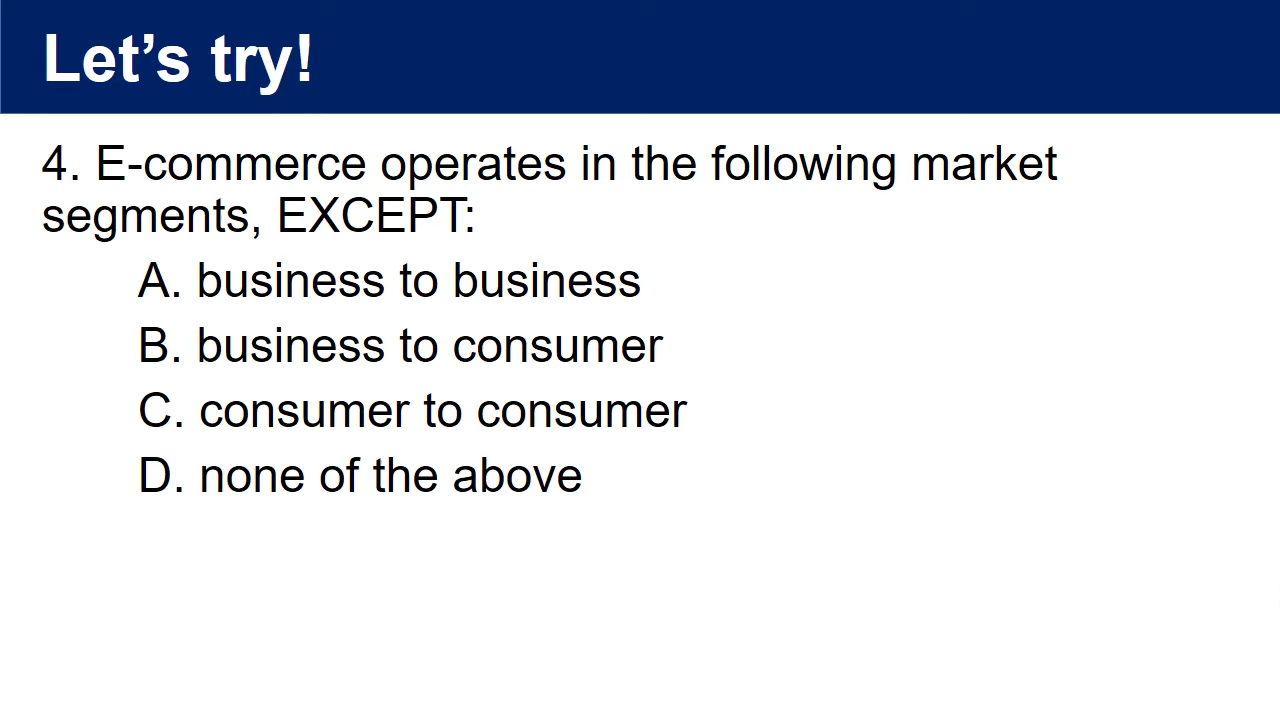 Let’s try!
4. E-commerce operates in the following market
segments, EXCEPT:
A. business to business
B. business to consumer
C. consumer to consumer
D. none of the above